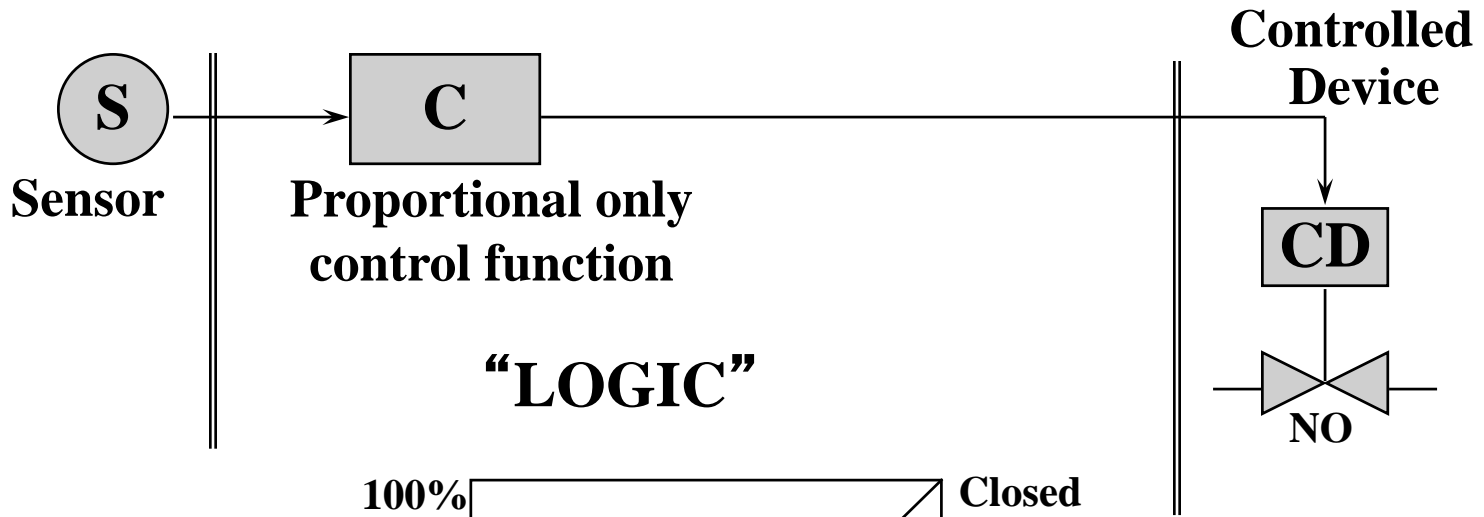 Controlled
Device
S
C
Sensor
Proportional only
control function
CD
“LOGIC”
NO
100%
Closed